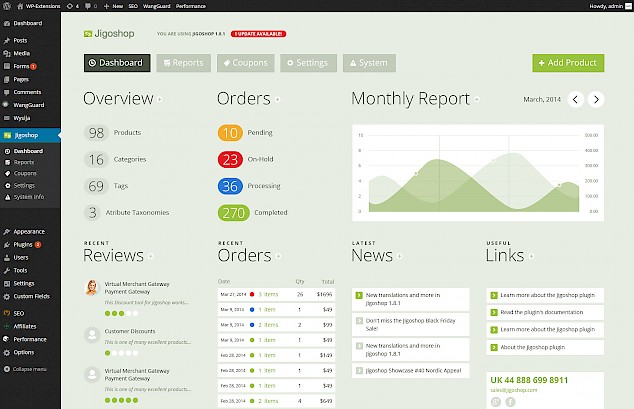 WP-Extensions
4
0
New
SEO
WangGuard
Performance
Howdy, admin
Dashboard
Posts
Media
Forms 1
Pages
Comments
WangGuard
Wysija
Jigoshop
Dashboard
Reports
Coupons
Settings
System Info
Appearance
Plugins 4
Users
Tools
Settings
Custom Fields
SEO
Affiliates
Performance
Options
Collapse menu
Jigoshop
YOU ARE USING JIGOSHOP 1.8.1
1 UPDATE AVAILABLE!
Dashboard
Reports
Coupons
Settings
System
+ Add Product
Overview
98 Products
16 Categories
69 Tags
3 Atribute Taxonomies
Orders
10 Pending
23 On-Hold
36 Processing
270 Completed
Monthly Report
March, 2014
10
8
6
4
2
0
500.00
400.00
300.00
200.00
100.00
0.00
RECENT
Reviews
Virtual Merchant Gateway
Payment Gateway
This Discount tool for jigoshop works...
Customer Discounts
This is one of many excellent products...
Virtual Merchant Gateway
Payment Gateway
This is one of many excellent products...
RECENT
Orders
Date Qty Total
Mar 27, 2014 3 items 26 $1696
Mar 9, 2014 1 item 1 $49
Mar 8, 2014 2 items 2 $99
Mar 8, 2014 1 item 1 $49
Feb 28, 2014 1 item 1 $149
Feb 28, 2014 1 item 1 $49
Feb 28, 2014 1 item 1 $49
Feb 28, 2014 2 items 4 $649
LATEST
News
New translations and more in
Jigoshop 1.8.1
Don't miss the Jigoshop Black Friday
Sale!
New translations and more in
Jigoshop 1.8.1
Jigoshop Showcase #40 Nordic Appeal
USEFUL
Links
Learn more about the Jigoshop plugin
Read the plugin's documentation
Learn more about the Jigoshop plugin
About the Jigoshop plugin
UK 44 888 699 8911
sales@jigoshop.com